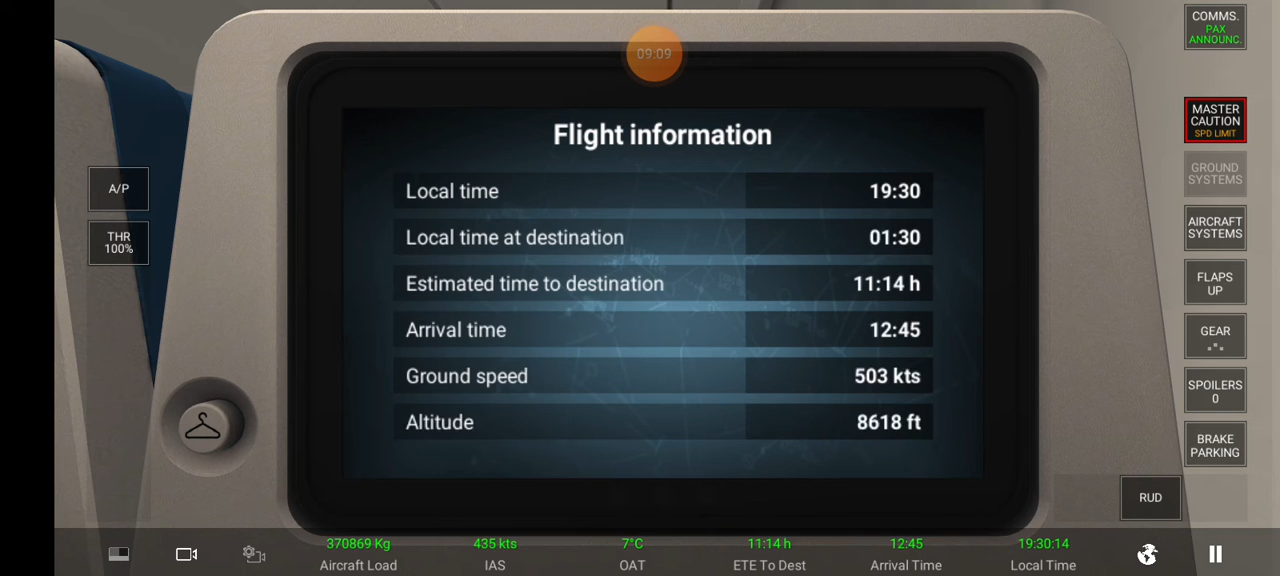 COMMS.
PAX
ANNOUNC.
09:09
Flight information
MASTER
CAUTION
SPD LIMIT
Local time 19:30
GROUND
SYSTEMS
A/P
Local time at destination 01:30
AIRCRAFT
SYSTEMS
THR
100%
Estimated time to destination 11:14 h
FLAPS
UP
Arrival time 12:45
GEAR
Ground speed 503 kts
SPOILERS
0
Altitude 8618 ft
BRAKE
PARKING
RUD
370869 Kg 435 kts 7°C 11:14 h 12:45 19:30:14
Aircraft Load IAS OAT ETE To Dest Arrival Time Local Time